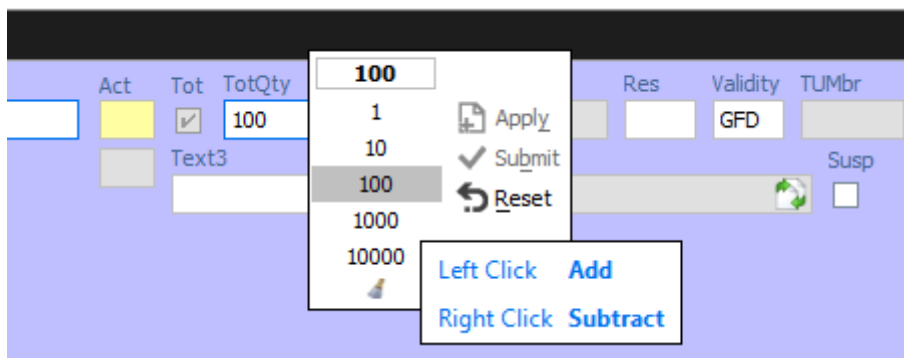 Act Tot TotQty Res Validity TUMbr
100 GFD
Text3 Susp
100
1
10
100
1000
10000
Apply
Submit
Reset
Left Click Add
Right Click Subtract